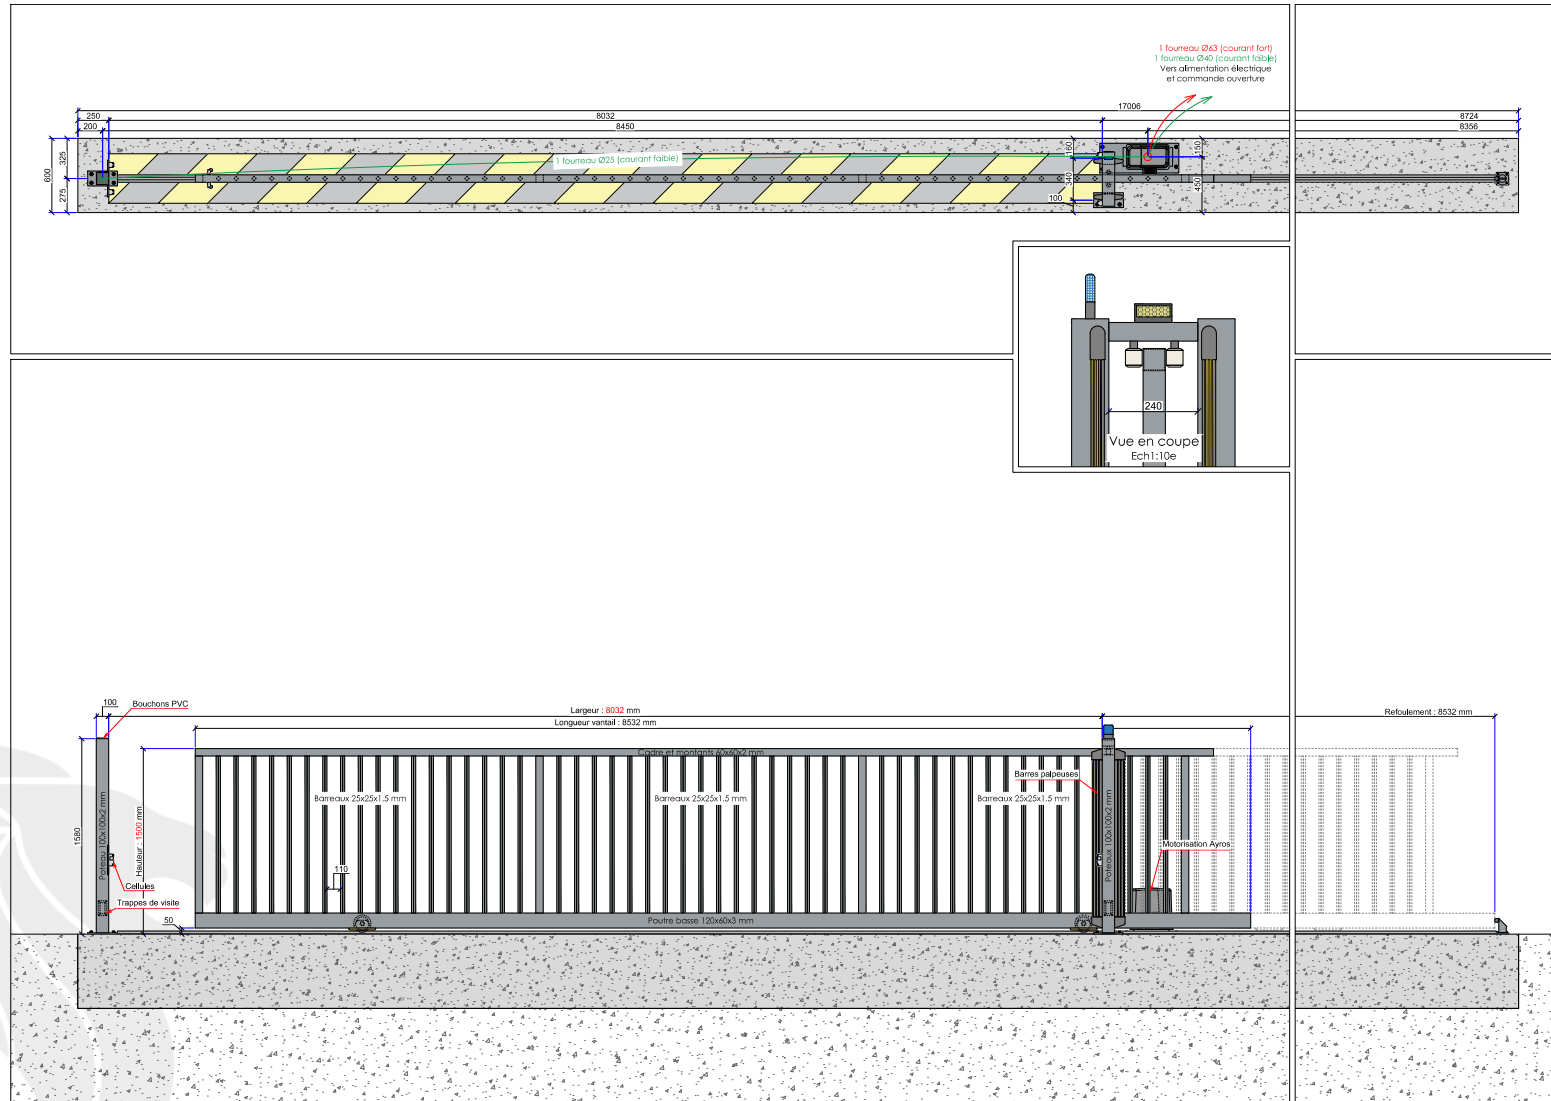 1 fourreau Ø63 (courant fort)
1 fourreau Ø40 (courant faible)
Vers alimentation électrique
et commande ouverture
17006
250
8032
8724
200
8450
8356
600
325
275
1 fourreau Ø25 (courant faible)
160
340
100
150
450
240
Vue en coupe
Ech1:10e
100
Bouchons PVC
Largeur : 8032 mm
Refoulement : 8532 mm
Longueur vantail : 8532 mm
Cadre et montants 60x60x2 mm
Barres palpeuses
Barreaux 25x25x1.5 mm
Barreaux 25x25x1.5 mm
Barreaux 25x25x1.5 mm
1580
Poteau 100x100x2 mm
Hauteur : 1500 mm
Poteaux 100x100x2 mm
Motorisation Ayros
110
Cellules
Trappes de visite
50
Poutre basse 120x60x3 mm